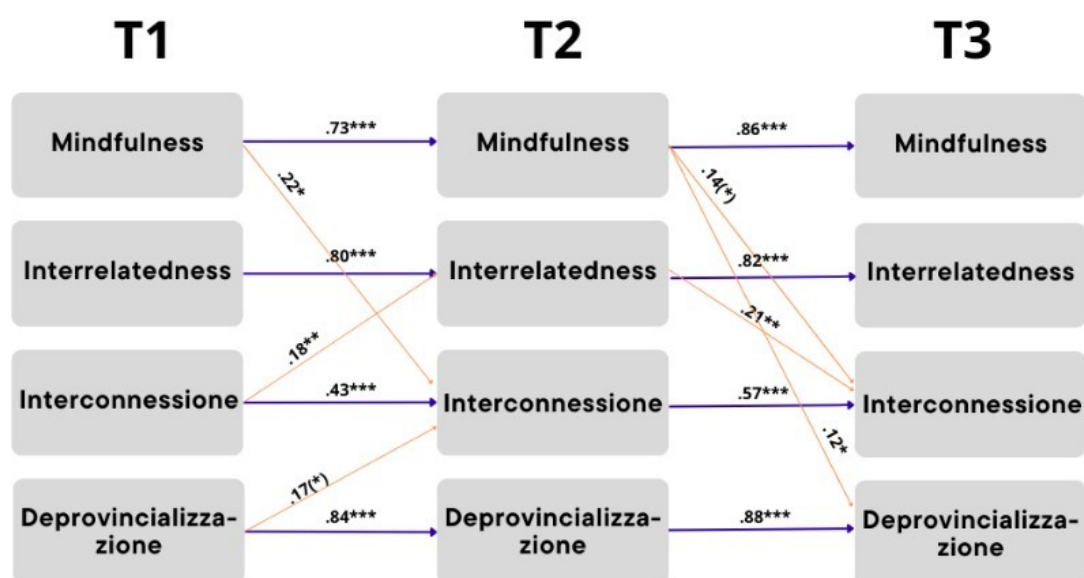 T1 T2 T3
.73*** .86***
Mindfulness Mindfulness Mindfulness
.22* .14(*)
.80*** .82***
Interrelatedness Interrelatedness Interrelatedness
.18** .21**
.43*** .57***
Interconnessione Interconnessione Interconnessione
.12*
.17(*)
.84*** .88***
Deprovincializza- Deprovincializza- Deprovincializza-
zione zione zione